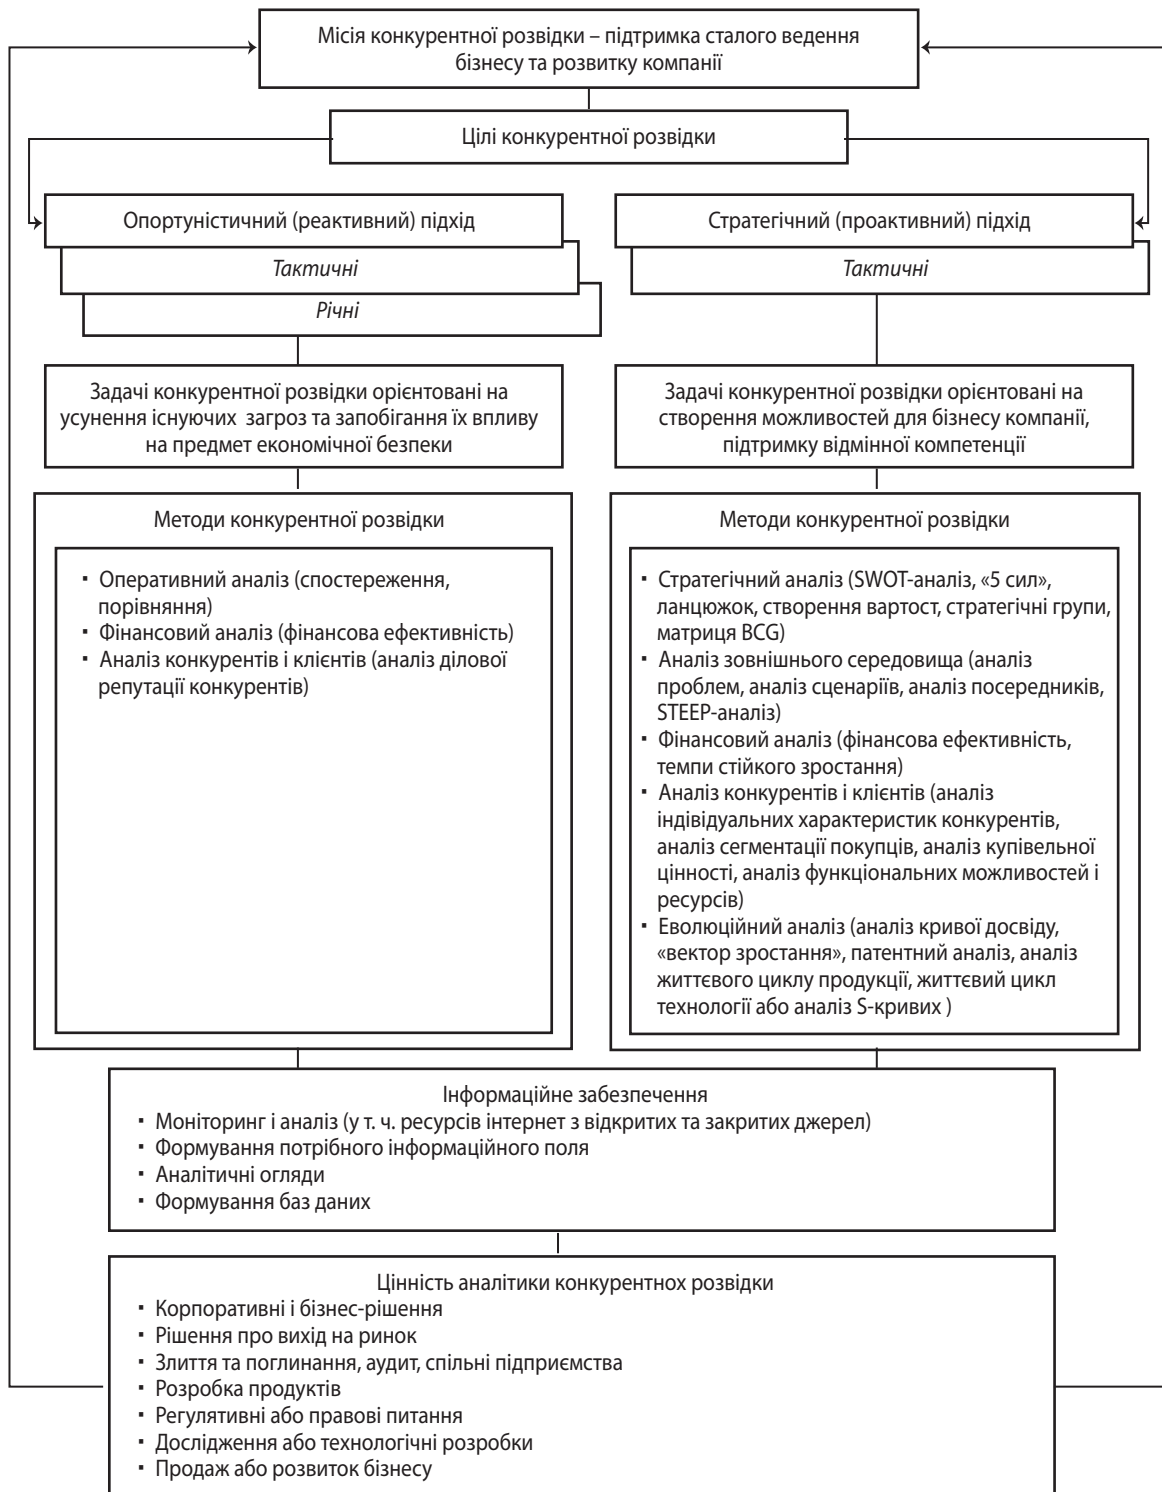 Місія конкурентної розвідки – підтримка сталого ведення
бізнесу та розвитку компанії
Цілі конкурентної розвідки
Опортуністичний (реактивний) підхід
Тактичні
Річні
Стратегічний (проактивний) підхід
Тактичні
Задачі конкурентної розвідки орієнтовані на
усунення існуючих загроз та запобігання їх впливу
на предмет економічної безпеки
Задачі конкурентної розвідки орієнтовані на
створення можливостей для бізнесу компанії,
підтримку відмінної компетенції
Методи конкурентної розвідки
▪ Оперативний аналіз (спостереження,
порівняння)
▪ Фінансовий аналіз (фінансова ефективність)
▪ Аналіз конкурентів і клієнтів (аналіз ділової
репутації конкурентів)
Методи конкурентної розвідки
▪ Стратегічний аналіз (SWOT-аналіз, «5 сил»,
ланцюжок, створення вартост, стратегічні групи,
матриця BCG)
▪ Аналіз зовнішнього середовища (аналіз
проблем, аналіз сценаріїв, аналіз посередників,
STEEP-аналіз)
▪ Фінансовий аналіз (фінансова ефективність,
темпи стійкого зростання)
▪ Аналіз конкурентів і клієнтів (аналіз
індівідуальних характеристик конкурентів,
аналіз сегментації покупців, аналіз купівельної
цінності, аналіз функціональних можливостей і
ресурсів)
▪ Еволюційний аналіз (аналіз кривої досвіду,
«вектор зростання», патентний аналіз, аналіз
життєвого циклу продукції, життєвий цикл
технології або аналіз S-кривих )
Інформаційне забезпечення
▪ Моніторинг і аналіз (у т. ч. ресурсів інтернет з відкритих та закритих джерел)
▪ Формування потрібного інформаційного поля
▪ Аналітичні огляди
▪ Формування баз даних
Цінність аналітики конкурентнох розвідки
▪ Корпоративні і бізнес-рішення
▪ Рішення про вихід на ринок
▪ Злиття та поглинання, аудит, спільні підприємства
▪ Розробка продуктів
▪ Регулятивні або правові питання
▪ Дослідження або технологічні розробки
▪ Продаж або розвиток бізнесу